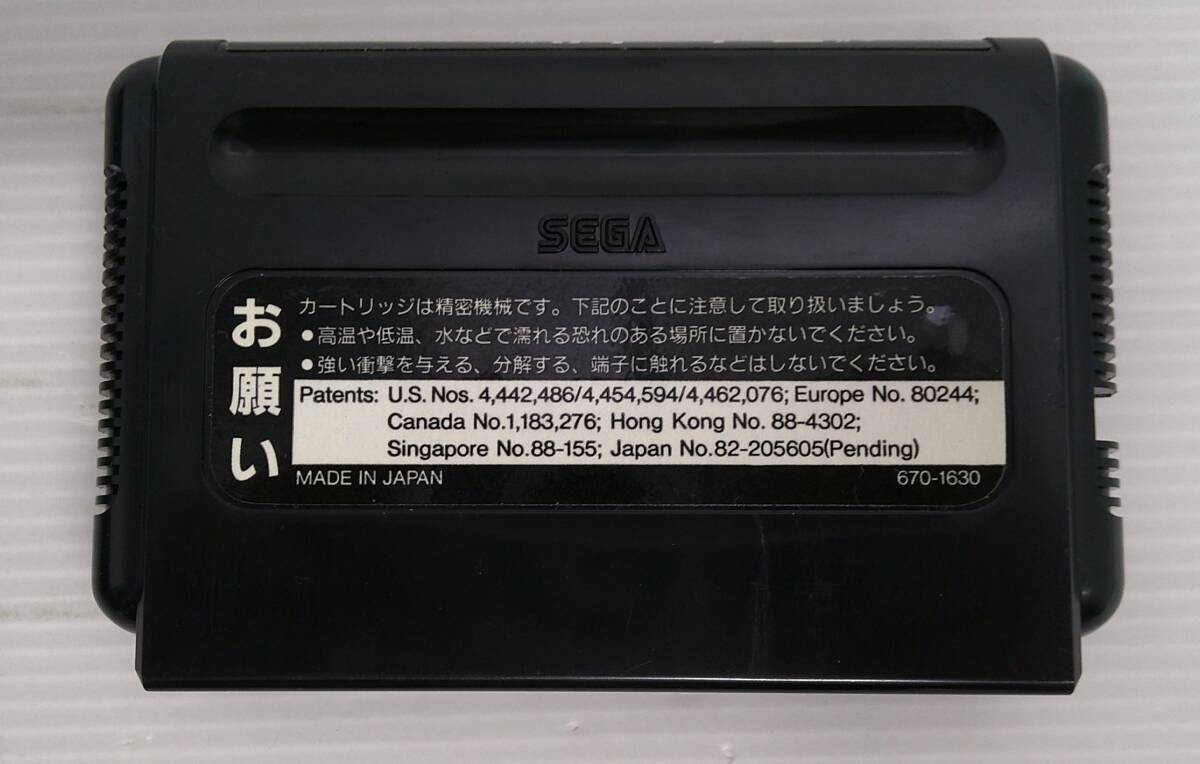 SEGA
お願い
カートリッジは精密機械です。下記のことに注意して取り扱いましょう。
●高温や低温、水などで濡れる恐れのある場所に置かないでください。
●強い衝撃を与える、分解する、端子に触れるなどはしないでください。
Patents: U.S. Nos. 4,442,486/4,454,594/4,462,076; Europe No. 80244;
Canada No.1,183,276; Hong Kong No. 88-4302;
Singapore No.88-155; Japan No.82-205605(Pending)
MADE IN JAPAN 670-1630